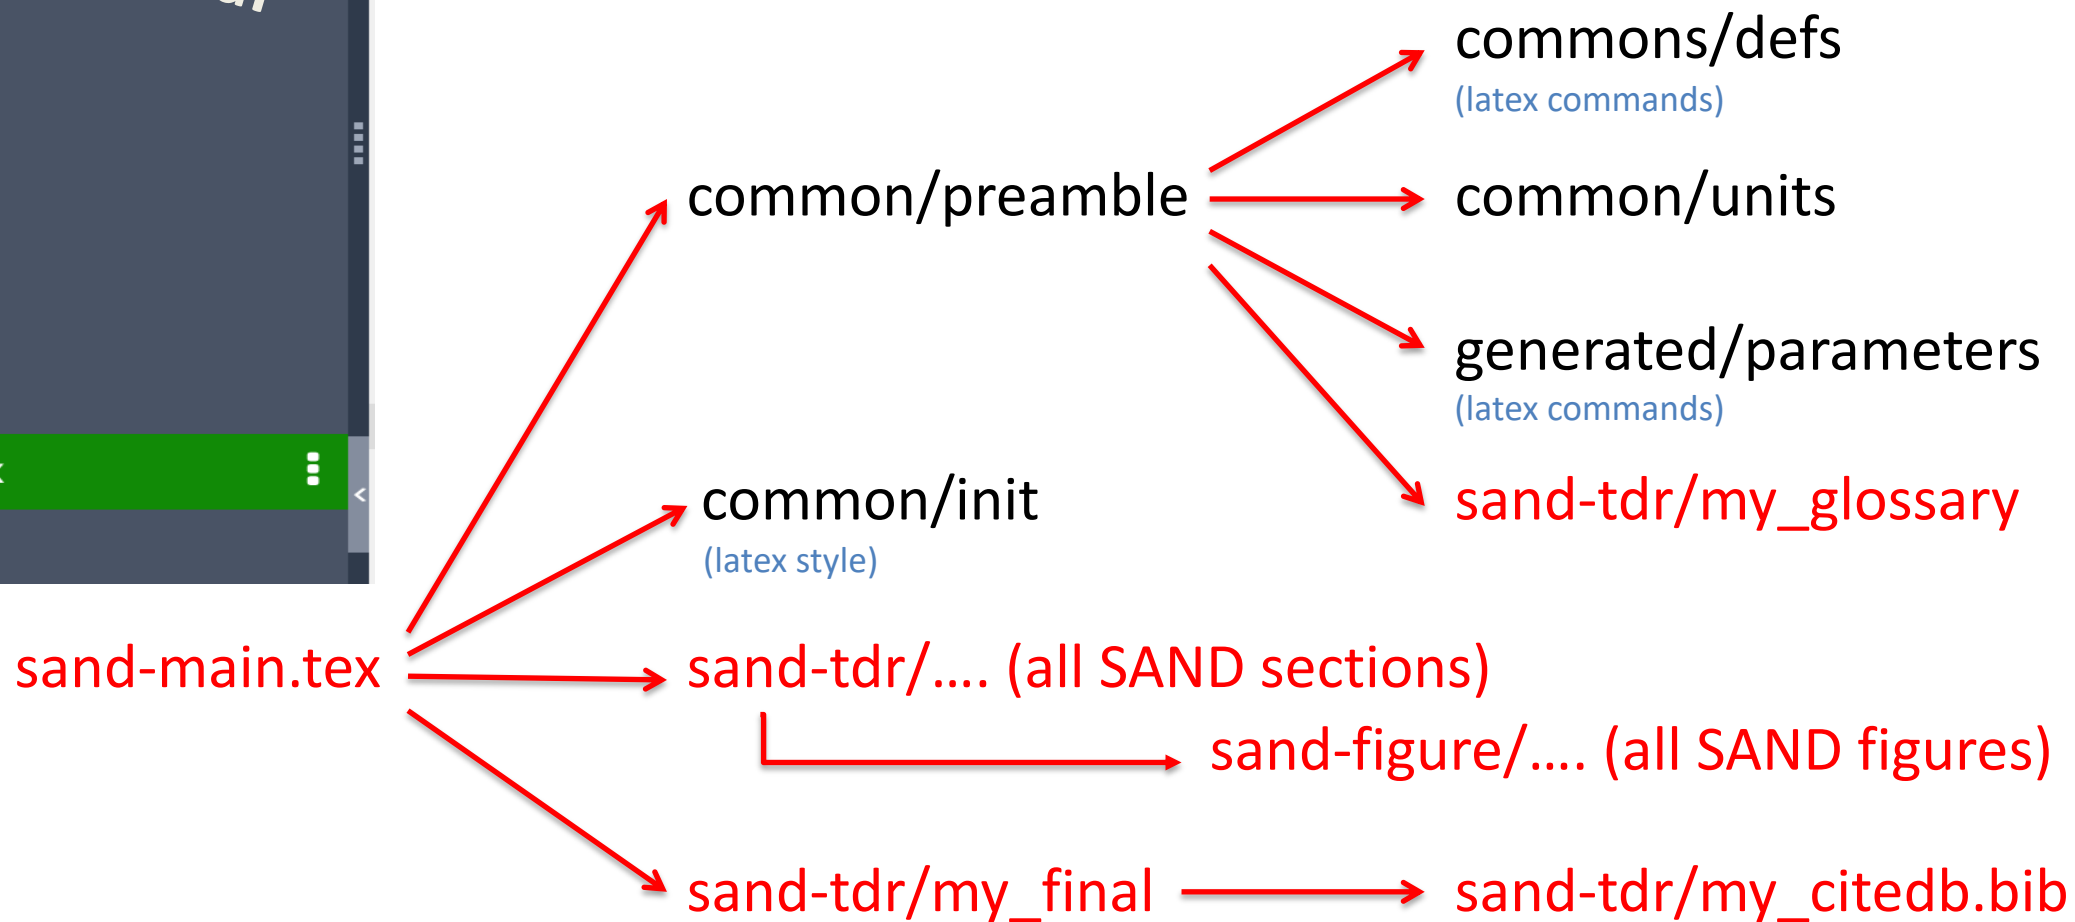 commons/defs
(latex commands)
common/preamble
common/units
generated/parameters
(latex commands)
common/init
(latex style)
sand-tdr/my_glossary
sand-main.tex
sand-tdr/.... (all SAND sections)
sand-figure/.... (all SAND figures)
sand-tdr/my_final
sand-tdr/my_citedb.bib